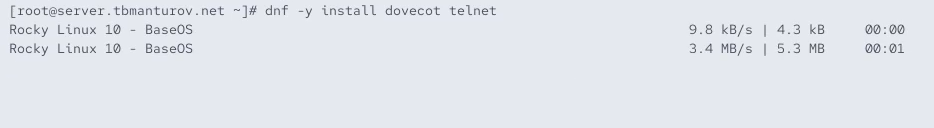 [root@server.tbmanturov.net ~]# dnf -y install dovecot telnet
Rocky Linux 10 - BaseOS 9.8 kB/s | 4.3 kB 00:00
Rocky Linux 10 - BaseOS 3.4 MB/s | 5.3 MB 00:01